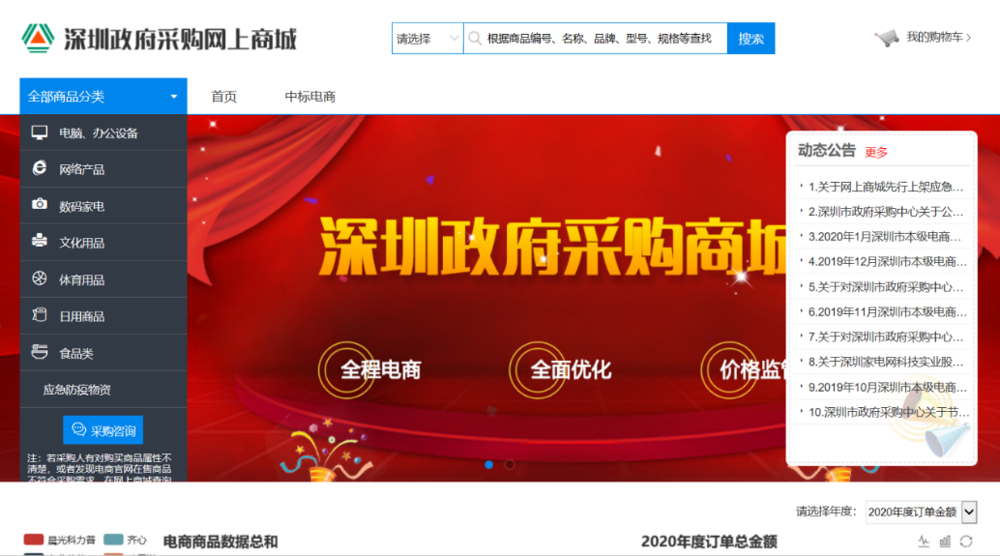 深圳政府采购网上商城
请选择
根据商品编号、名称、品牌、型号、规格等查找
搜索
我的购物车
全部商品分类
首页
中标电商
电脑、办公设备
网络产品
数码家电
文化用品
体育用品
日用商品
食品类
应急防疫物资
采购咨询
注：若采购人有对购买商品属性不
清楚，或者发现电商官网在售商品
不符合采购需求，在网上商城查询
深圳政府采购商城
全程电商
全面优化
价格监管
动态公告 更多
1.关于网上商城先行上架应急...
2.深圳市政府采购中心关于公...
3.2020年1月深圳市本级电商...
4.2019年12月深圳市本级电商...
5.关于对深圳市政府采购中心...
6.2019年11月深圳市本级电商...
7.关于对深圳市政府采购中心...
8.关于深圳家电网科技实业股...
9.2019年10月深圳市本级电商...
10.深圳市政府采购中心关于节...
请选择年度：
2020年度订单金额
晨光科力普
齐心
电商商品数据总和
2020年度订单总金额